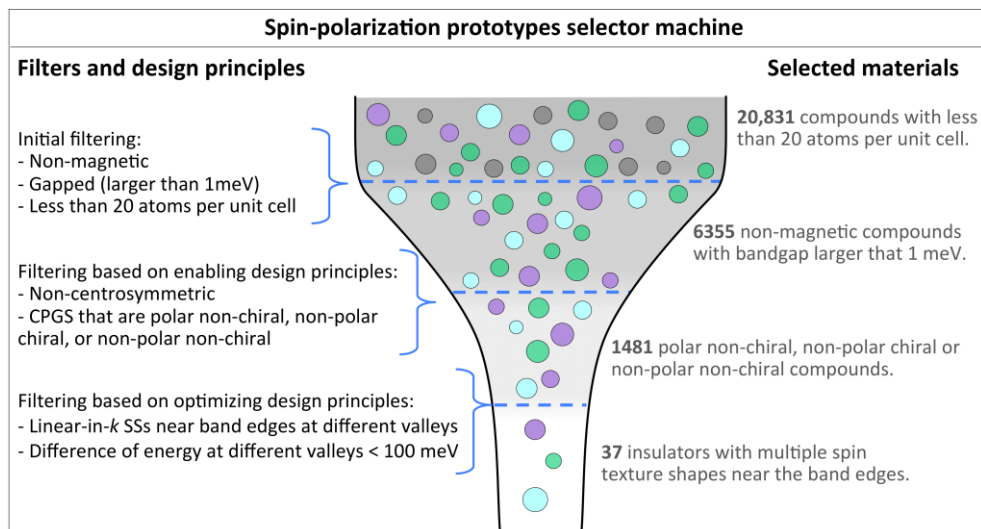 Spin-polarization prototypes selector machine
Filters and design principles
Selected materials
Initial filtering:
- Non-magnetic
- Gapped (larger than 1meV)
- Less than 20 atoms per unit cell
20,831 compounds with less
than 20 atoms per unit cell.
6355 non-magnetic compounds
with bandgap larger that 1 meV.
Filtering based on enabling design principles:
- Non-centrosymmetric
- CPGS that are polar non-chiral, non-polar
chiral, or non-polar non-chiral
1481 polar non-chiral, non-polar chiral or
non-polar non-chiral compounds.
Filtering based on optimizing design principles:
- Linear-in-k SSs near band edges at different valleys
- Difference of energy at different valleys < 100 meV
37 insulators with multiple spin
texture shapes near the band edges.